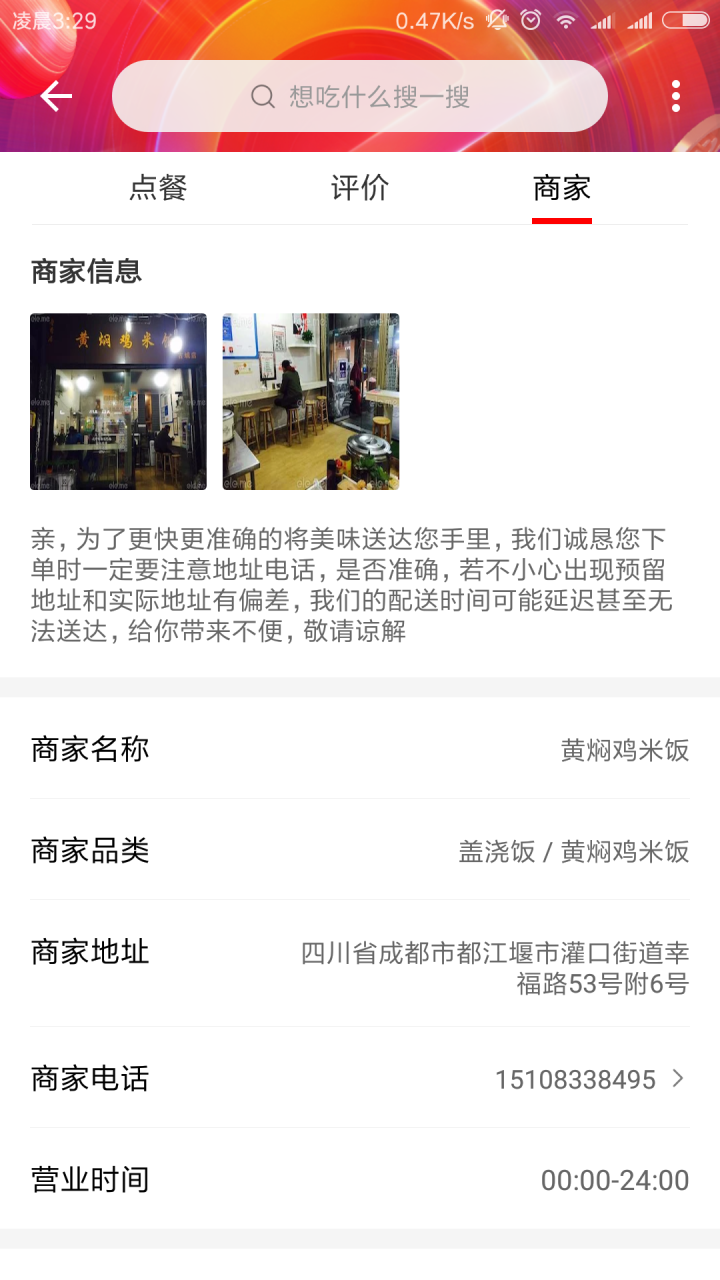 凌晨3:29
0.47K/s
想吃什么搜一搜
点餐 评价 商家
商家信息
黄焖鸡米饭
亲，为了更快更准确的将美味送达您手里，我们诚恳您下
单时一定要注意地址电话，是否准确，若不小心出现预留
地址和实际地址有偏差，我们的配送时间可能延迟甚至无
法送达，给你带来不便，敬请谅解
商家名称 黄焖鸡米饭
商家品类 盖浇饭 / 黄焖鸡米饭
商家地址 四川省成都市都江堰市灌口街道幸
福路53号附6号
商家电话 15108338495
营业时间 00:00-24:00